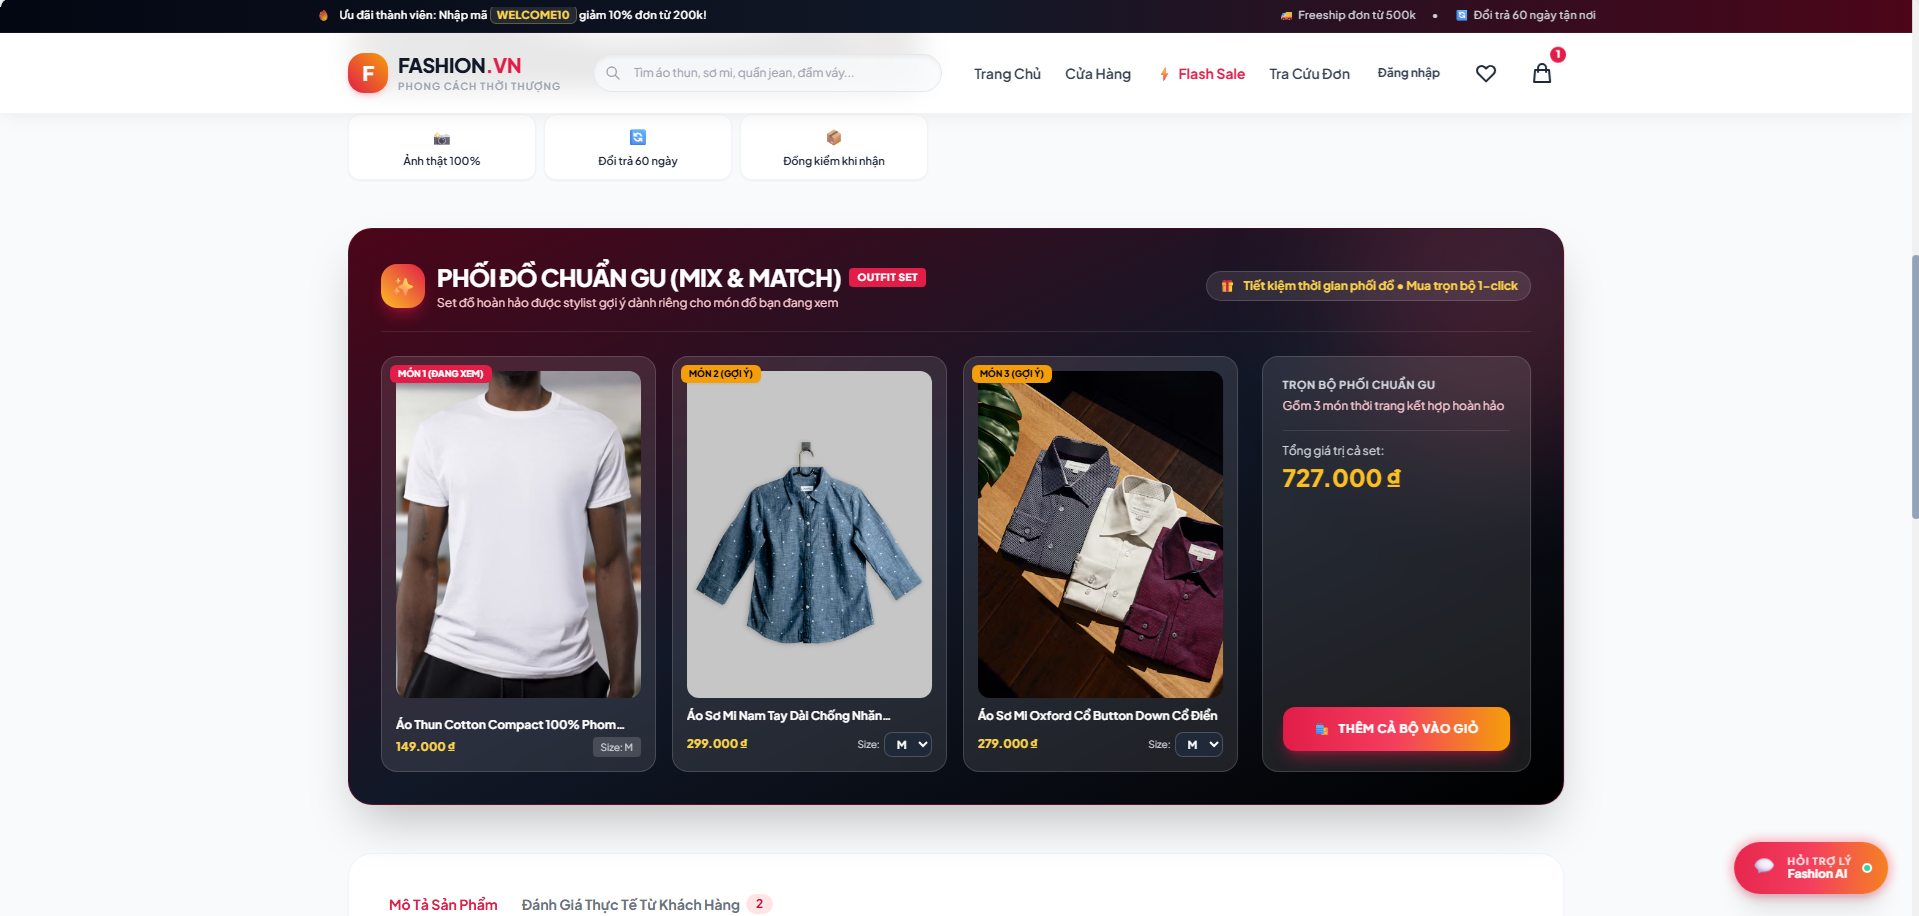 Ưu đãi thành viên: Nhập mã WELCOME10 giảm 10% đơn từ 200k!
Freeship đơn từ 500k • Đổi trả 60 ngày tận nơi
F
FASHION.VN
PHONG CÁCH THỜI THƯỢNG
Tìm áo thun, sơ mi, quần jean, đầm váy...
Trang Chủ
Cửa Hàng
Flash Sale
Tra Cứu Đơn
Đăng nhập
1
Ảnh thật 100%
Đổi trả 60 ngày
Đồng kiểm khi nhận
PHỐI ĐỒ CHUẨN GU (MIX & MATCH) OUTFIT SET
Set đồ hoàn hảo được stylist gợi ý dành riêng cho món đồ bạn đang xem
Tiết kiệm thời gian phối đồ • Mua trọn bộ 1-click
MÓN 1 (ĐANG XEM)
Áo Thun Cotton Compact 100% Phom...
149.000 ₫
Size: M
MÓN 2 (GỢI Ý)
Áo Sơ Mi Nam Tay Dài Chống Nhăn...
299.000 ₫
Size: M
MÓN 3 (GỢI Ý)
Áo Sơ Mi Oxford Cổ Button Down Cổ Điển
279.000 ₫
Size: M
TRỌN BỘ PHỐI CHUẨN GU
Gồm 3 món thời trang kết hợp hoàn hảo
Tổng giá trị cả set:
727.000 ₫
THÊM CẢ BỘ VÀO GIỎ
Mô Tả Sản Phẩm
Đánh Giá Thực Tế Từ Khách Hàng 2
HỎI TRỢ LÝ
Fashion AI